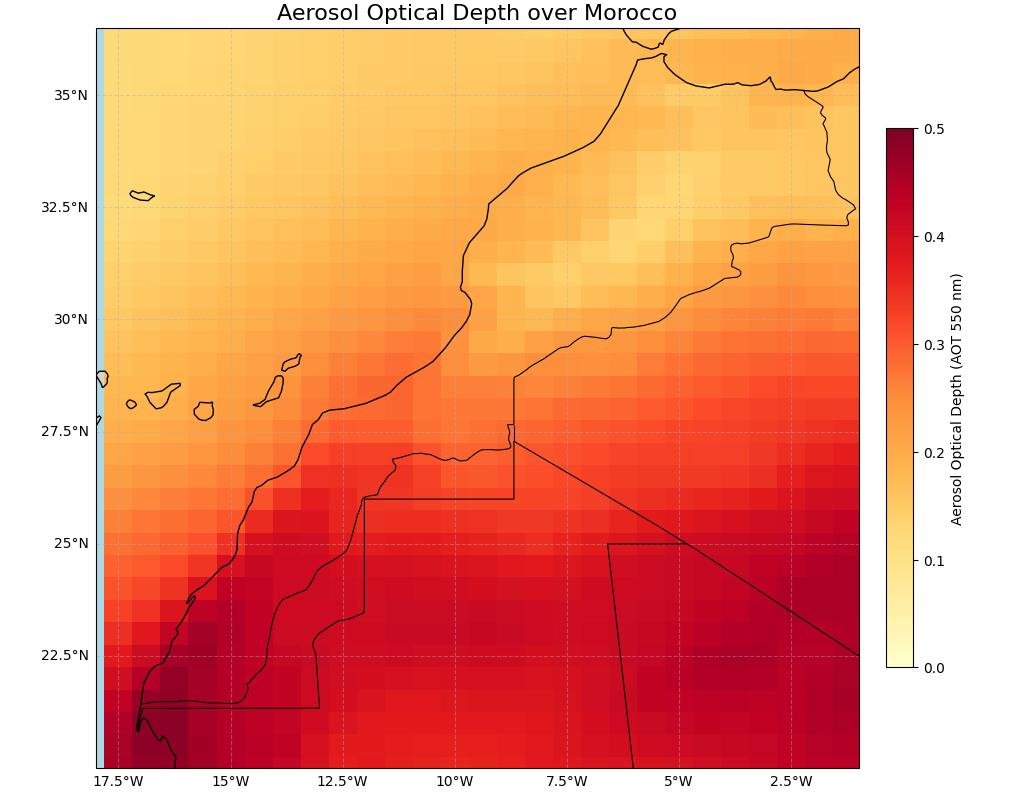 Aerosol Optical Depth over Morocco
35°N
32.5°N
30°N
27.5°N
25°N
22.5°N
17.5°W 15°W 12.5°W 10°W 7.5°W 5°W 2.5°W
0.5
0.4
0.3
0.2
0.1
0.0
Aerosol Optical Depth (AOT 550 nm)